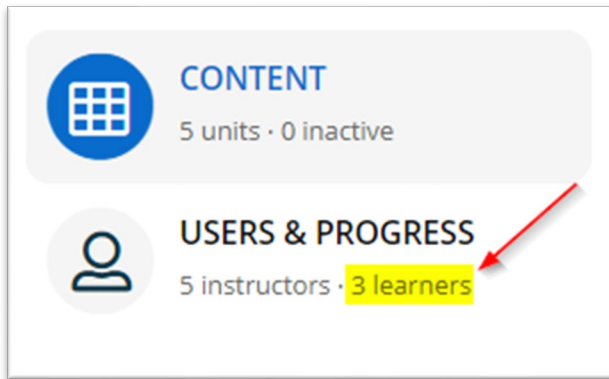 CONTENT
5 units · 0 inactive
USERS & PROGRESS
5 instructors · 3 learners